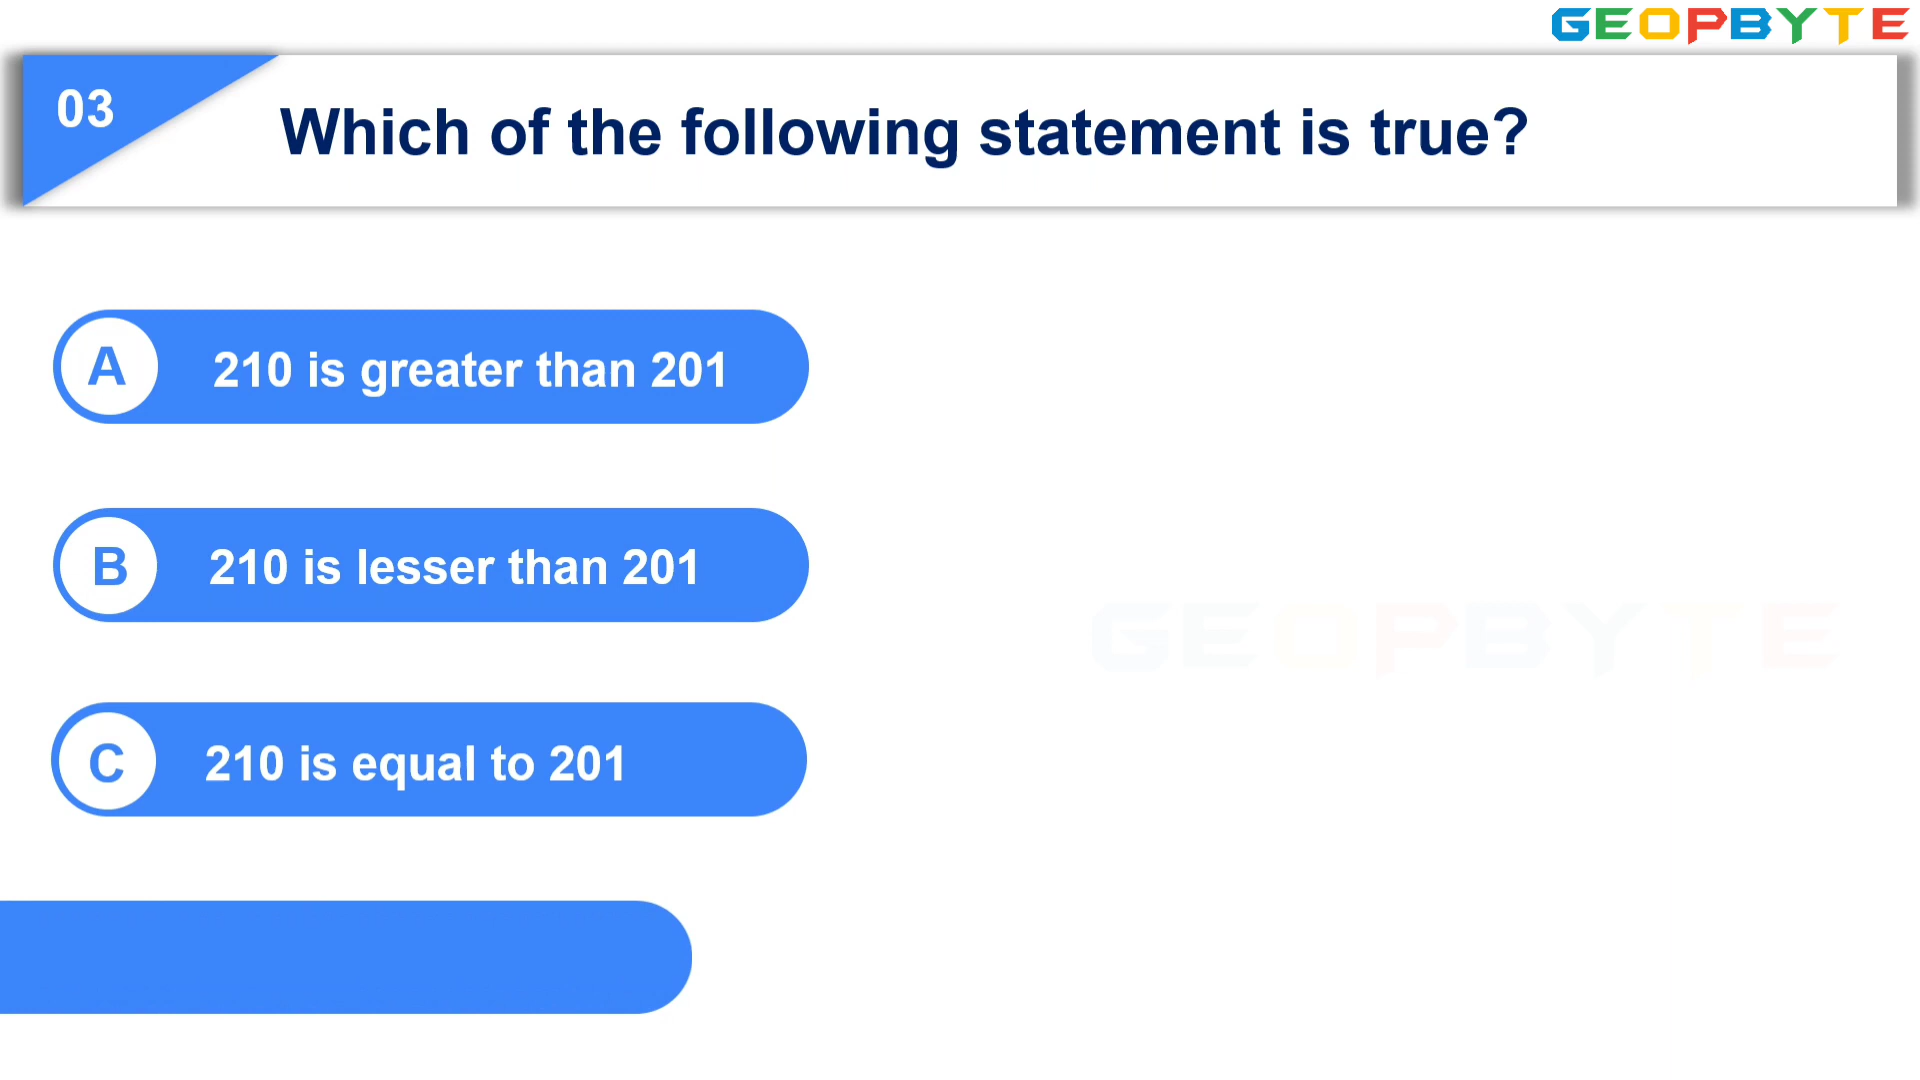 GEOPBYTE
03
Which of the following statement is true?
A 210 is greater than 201
B 210 is lesser than 201
GEOPBYTE
C 210 is equal to 201